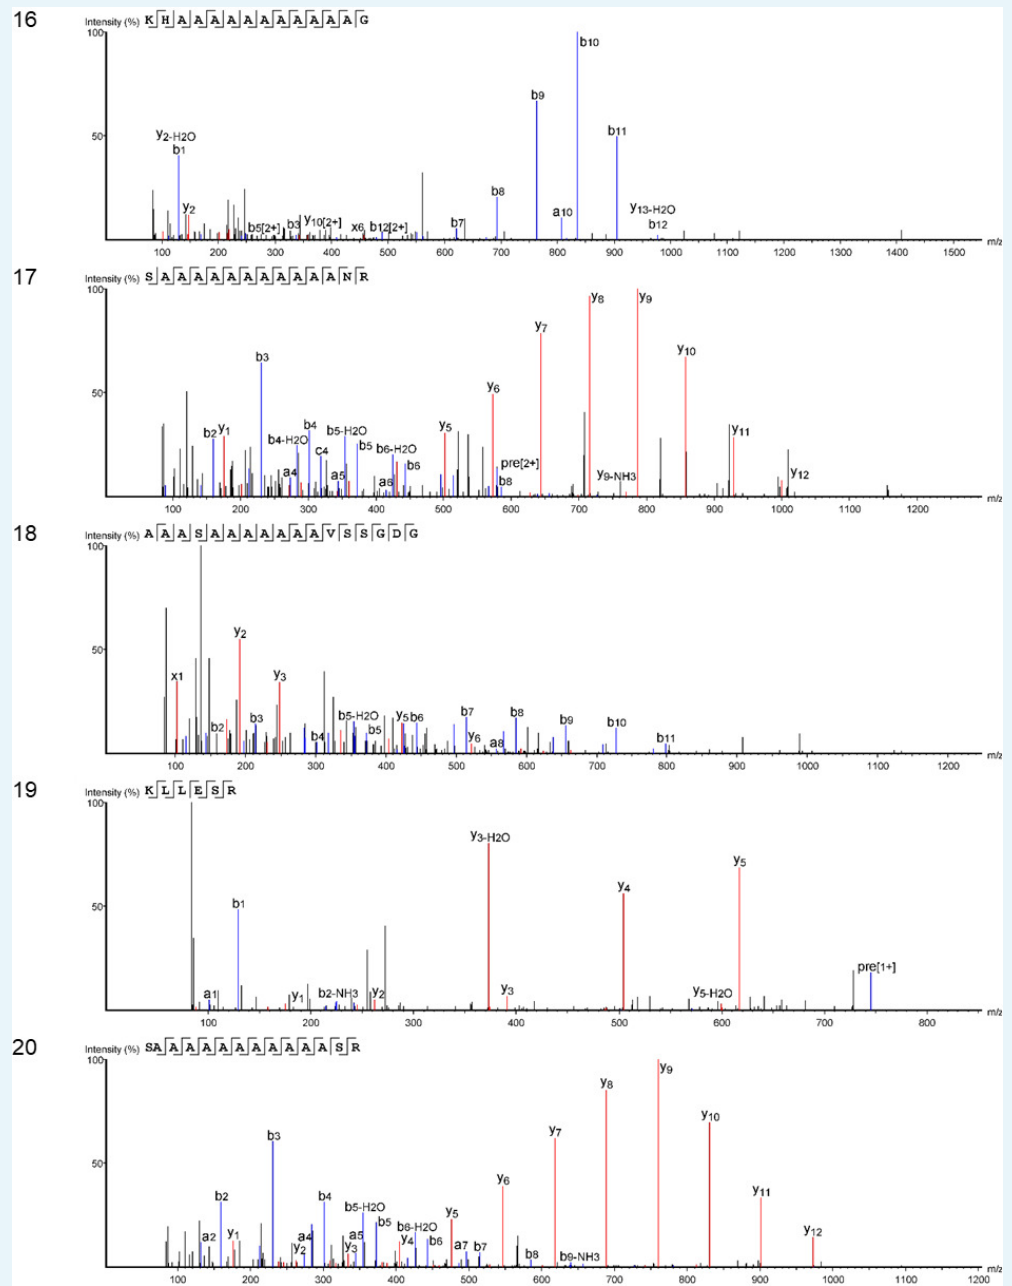 16
Intensity (%) K H A A A A A A A A A A A A G
100
b10
b9
50
y2-H2O
b1
b11
b8
y2
b5[2+] b3 y10[2+] x6 b12[2+] b7 a10 y13-H2O b12
100 200 300 400 500 600 700 800 900 1000 1100 1200 1300 1400 1500 m/z
17
Intensity (%) S A A A A A A A A A A A N R
100
y8 y9
y7
y10
b3
y6
50
b2 y1 b4-H2O b4 b5-H2O b5 y5 y11
c4 b6-H2O b6
a4 a5 a6 pre[2+] b8 y9-NH3 y12
100 200 300 400 500 600 700 800 900 1000 1100 1200 m/z
18
Intensity (%) A A A S A A A A A A A V S S G D G
100
y2
50
x1 y3
b2 b3 b4 b5-H2O b5 y5 b6 y6 b7 a8 b8 b9 b10 b11
100 200 300 400 500 600 700 800 900 1000 1100 1200 m/z
19
Intensity (%) K L L E S R
100
y3-H2O
y5
y4
50
b1
pre[1+]
a1 y1 b2-NH3 y2 y3 y5-H2O
100 200 300 400 500 600 700 800 m/z
20
Intensity (%) SA A A A A A A A A A A S R
100
y9
y8
y10
y7
b3
50
y6
b2 b4 y11
b5-H2O b5 y5
a2 y1 y2 a4 y3 a5 b6-H2O y4 b6 a7 b7 b8 b9-NH3 y12
100 200 300 400 500 600 700 800 900 1000 1100 1200 m/z